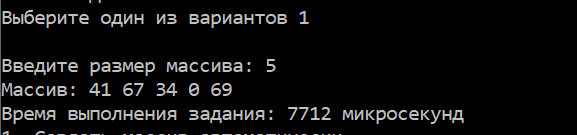 Выберите один из вариантов 1
Введите размер массива: 5
Массив: 41 67 34 0 69
Время выполнения задания: 7712 микросекунд